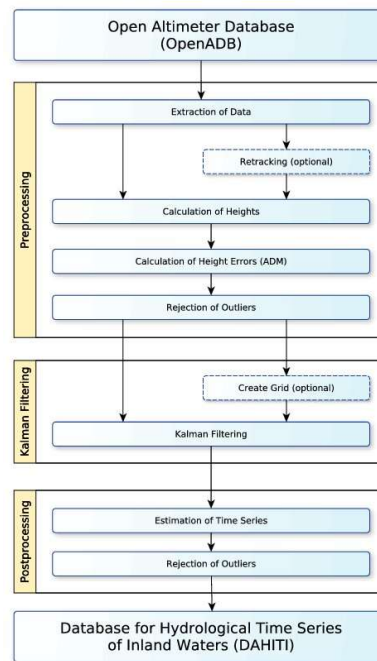 Open Altimeter Database
(OpenADB)
Preprocessing
Extraction of Data
Retracking (optional)
Calculation of Heights
Calculation of Height Errors (ADM)
Rejection of Outliers
Kalman Filtering
Create Grid (optional)
Kalman Filtering
Postprocessing
Estimation of Time Series
Rejection of Outliers
Database for Hydrological Time Series
of Inland Waters (DAHITI)